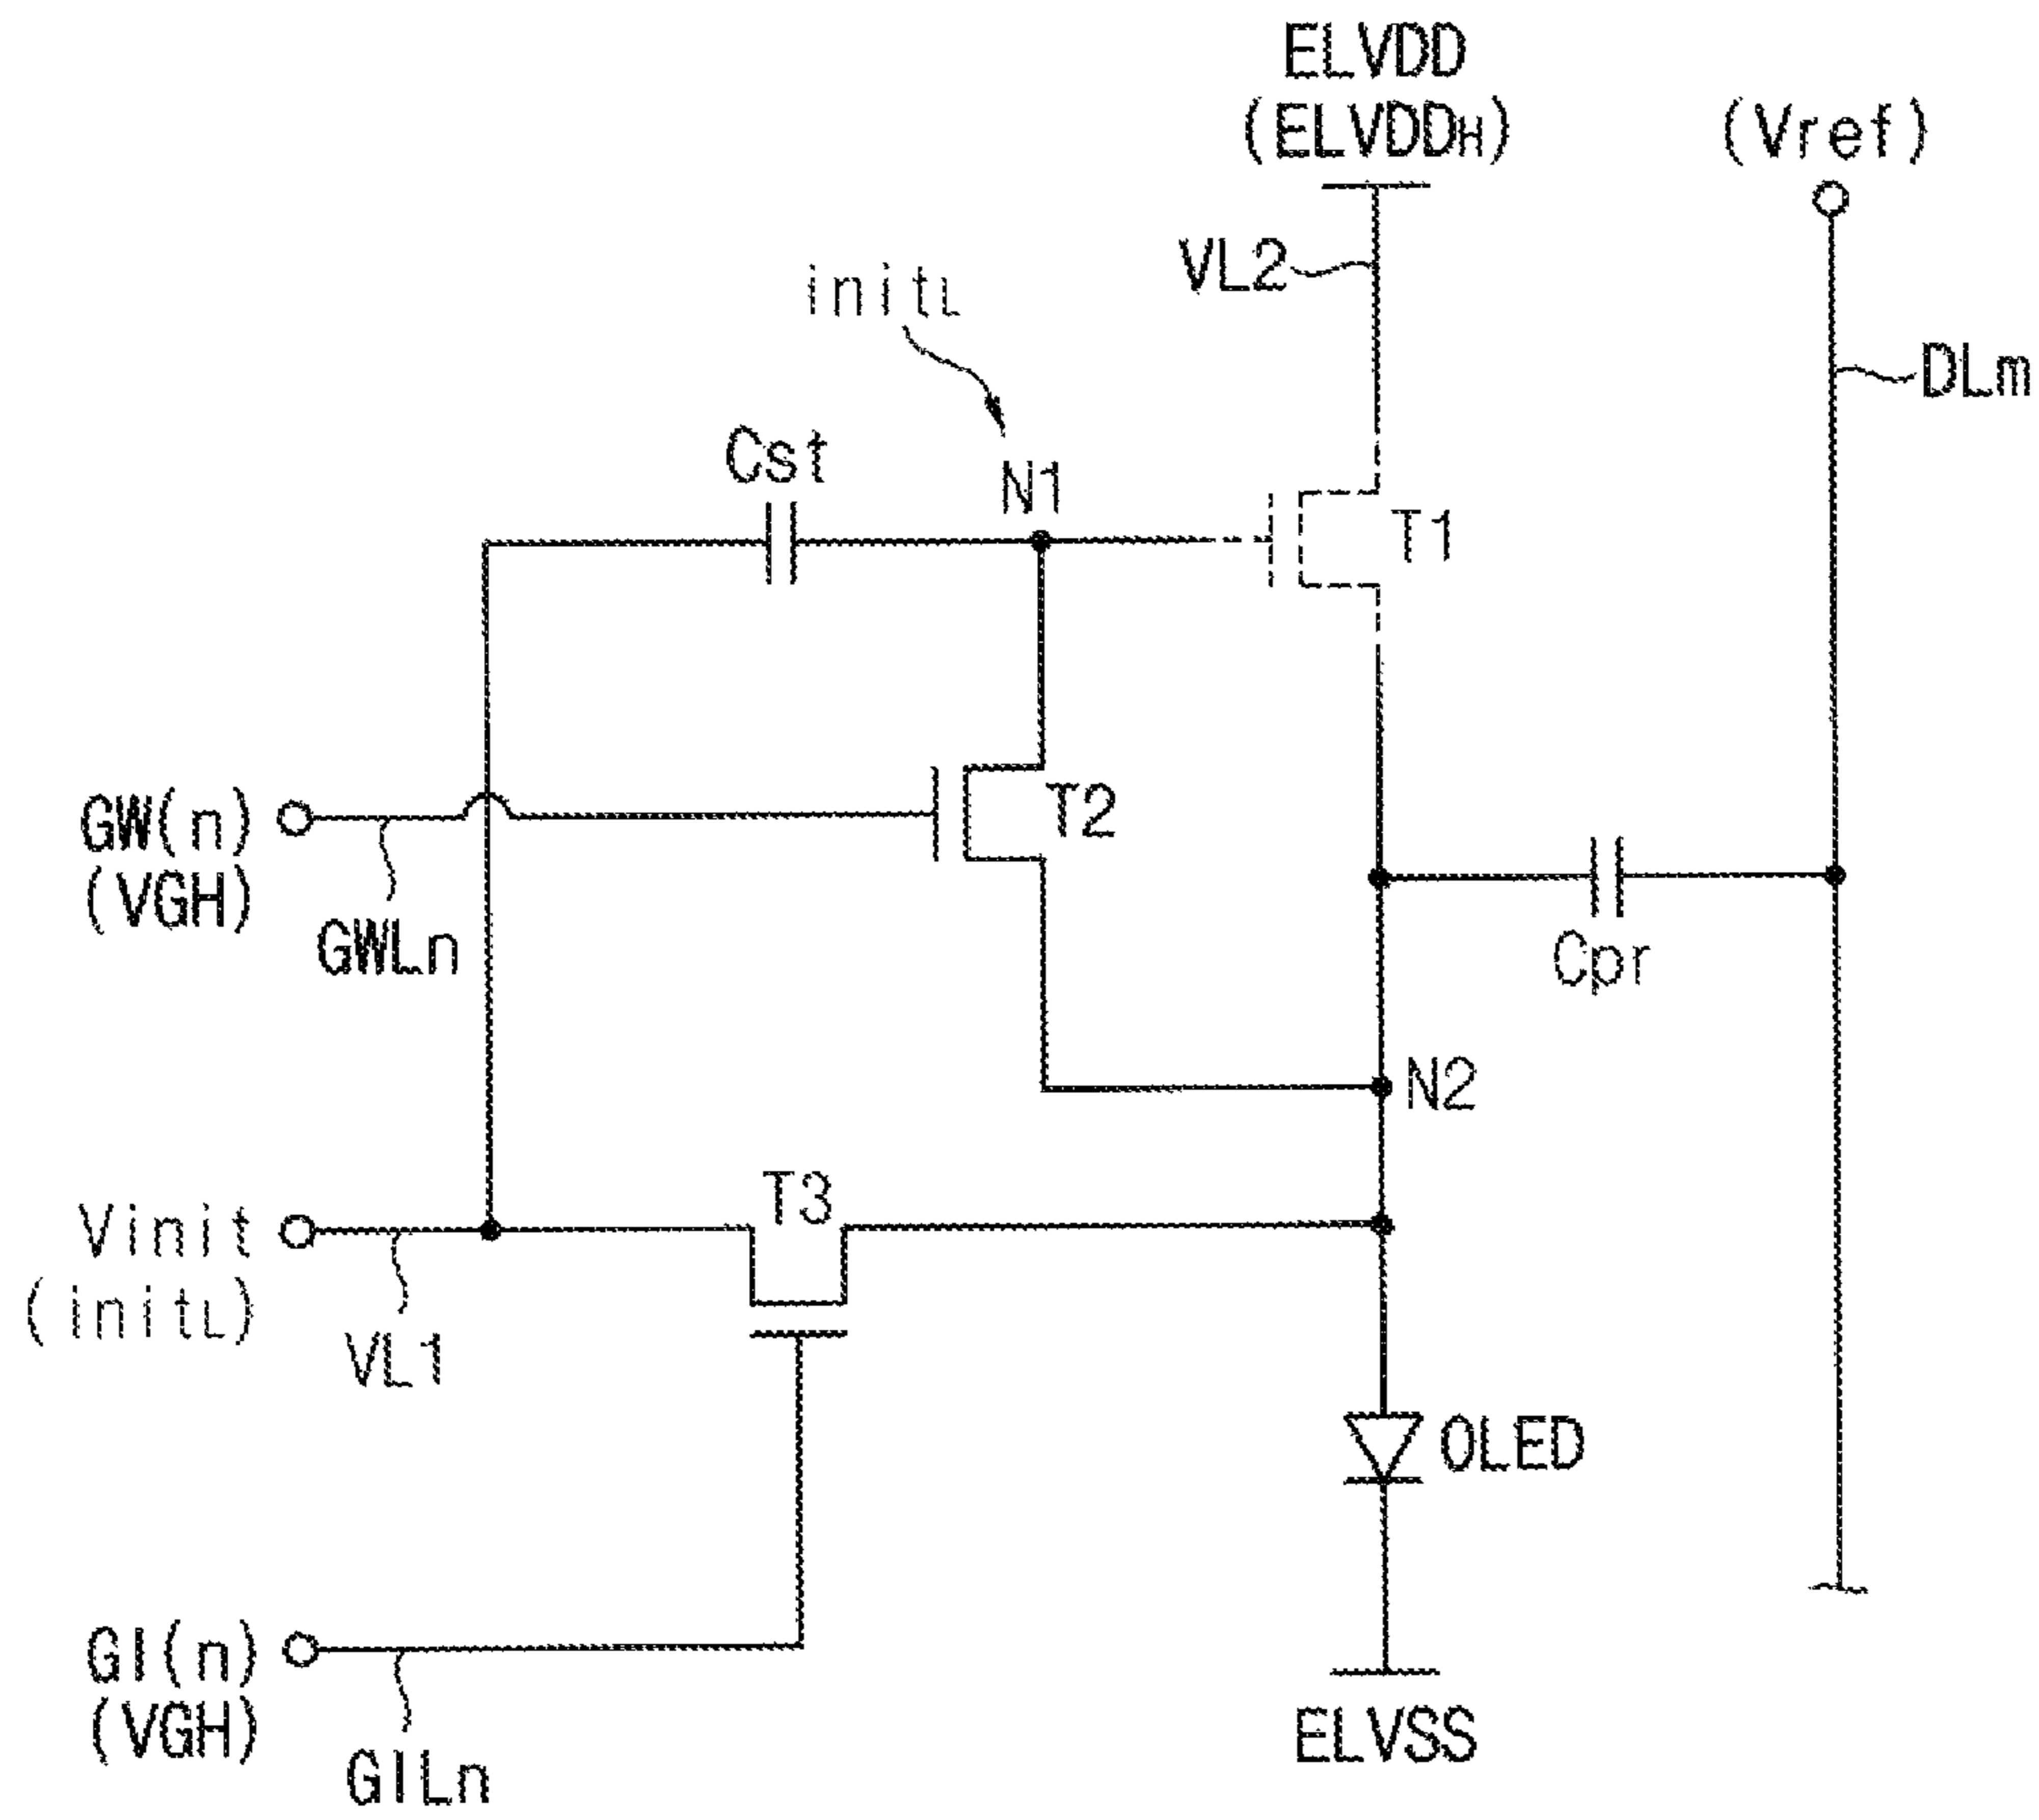 ELVDD
(ELVDDH)
(Vref)
VL2
initL
DLm
Cst
N1
T1
GW(n)
(VGH)
GWLn
T2
Cpr
N2
T3
Vinit
(initL)
VL1
OLED
GI(n)
(VGH)
GILn
ELVSS